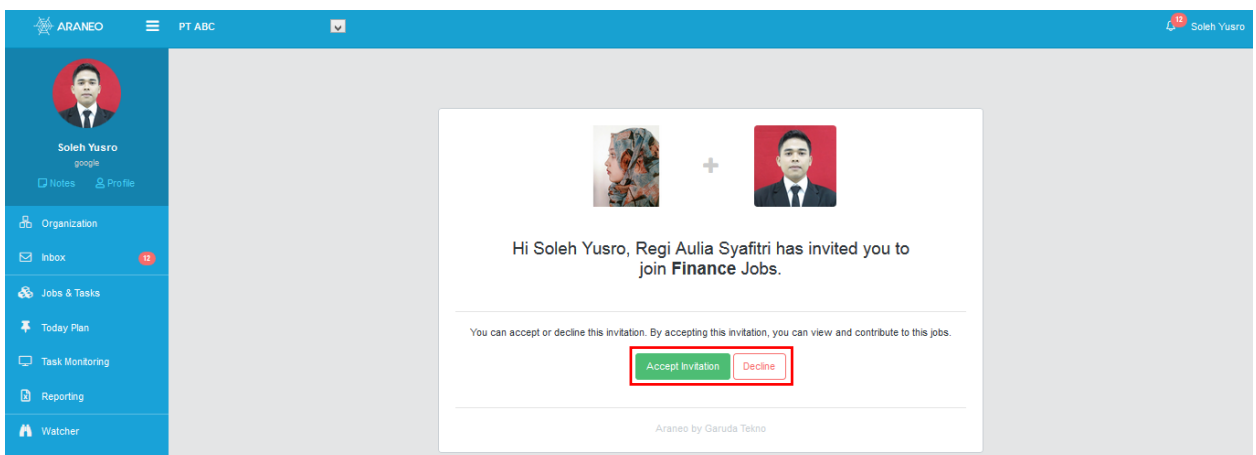 ARANEO
PT ABC
12
Soleh Yusro
Soleh Yusro
google
Notes
Profile
Organization
Inbox
12
Jobs & Tasks
Today Plan
Task Monitoring
Reporting
Watcher
Hi Soleh Yusro, Regi Aulia Syafitri has invited you to
join Finance Jobs.
You can accept or decline this invitation. By accepting this invitation, you can view and contribute to this jobs.
Accept Invitation
Decline
Araneo by Garuda Tekno